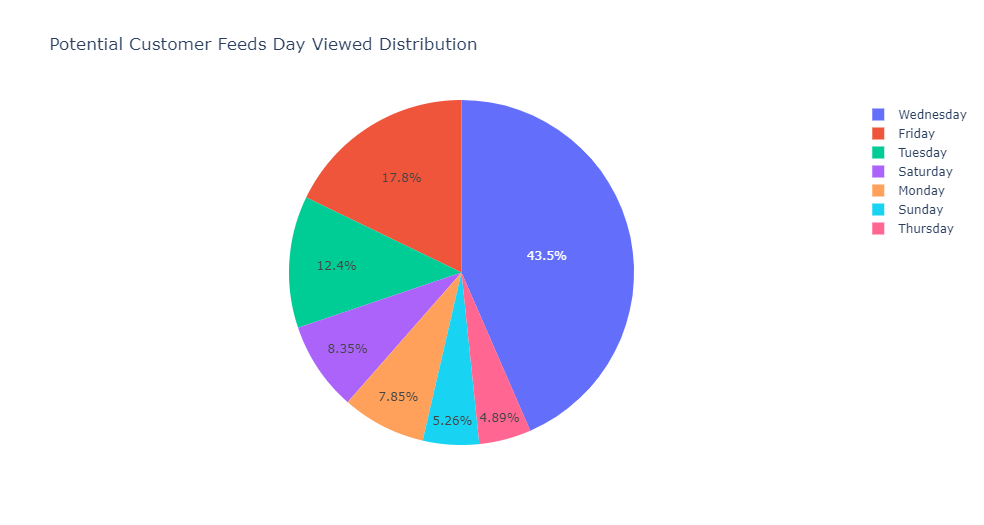 Potential Customer Feeds Day Viewed Distribution
Wednesday
Friday
Tuesday
Saturday
Monday
Sunday
Thursday
17.8%
43.5%
12.4%
8.35%
7.85%
5.26%
4.89%